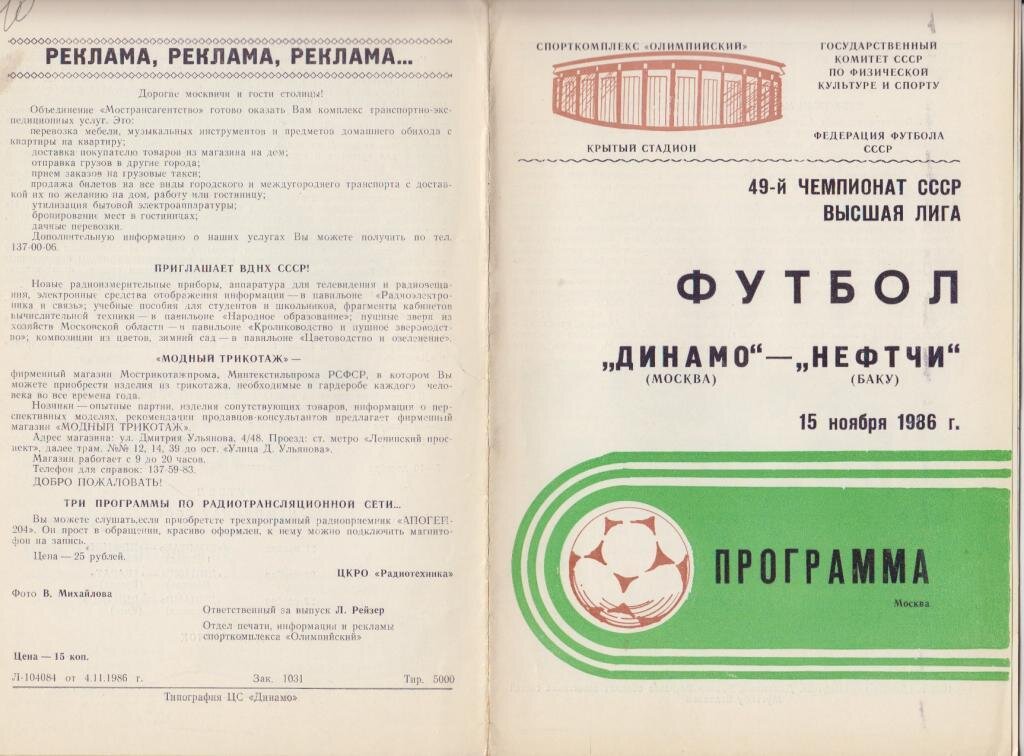 РЕКЛАМА, РЕКЛАМА, РЕКЛАМА...
Дорогие москвичи и гости столицы!
Объединение «Мострансагентство» готово оказать Вам комплекс транспортно-экс-
педиционных услуг. Это:
перевозка мебели, музыкальных инструментов и предметов домашнего обихода с
квартиры на квартиру;
доставка покупателю товаров из магазина на дом;
отправка грузов в другие города;
прием заказов на грузовые такси;
продажа билетов на все виды городского и междугороднего транспорта с достав-
кой их по желанию на дом, работу или гостиницу;
утилизация бытовой электроаппаратуры;
бронирование мест в гостиницах;
дачные перевозки.
Дополнительную информацию о наших услугах Вы можете получить по тел.
137-00-06.
ПРИГЛАШАЕТ ВДНХ СССР!
Новые радиоизмерительные приборы, аппаратура для телевидения и радиовеща-
ния, электронные средства отображения информации — в павильоне «Радиоэлектро-
ника и связь»; учебные пособия для студентов и школьников, фрагменты кабинетов
вычислительной техники — в павильоне «Народное образование»; пушные звери из
хозяйств Московской области — в павильоне «Кролиководство и пушное звероводст-
во»; композиции из цветов, зимний сад — в павильоне «Цветоводство и озеленение».
«МОДНЫЙ ТРИКОТАЖ» —
фирменный магазин Мострикотажпрома, Минтекстильпрома РСФСР, в котором Вы
можете приобрести изделия из трикотажа, необходимые в гардеробе каждого чело-
века во все времена года.
Новинки — опытные партии, изделия сопутствующих товаров, информации о пер-
спективных моделях, рекомендации продавцов-консультантов предлагает фирменный
магазин «МОДНЫЙ ТРИКОТАЖ».
Адрес магазина: ул. Дмитрия Ульянова, 4/48. Проезд: ст. метро «Ленинский прос-
пект», далее трам. №№ 12, 14, 39 до ост. «Улица Д. Ульянова».
Магазин работает с 9 до 20 часов.
Телефон для справок: 137-59-83.
ДОБРО ПОЖАЛОВАТЬ!
ТРИ ПРОГРАММЫ ПО РАДИОТРАНСЛЯЦИОННОЙ СЕТИ...
Вы можете слушать,если приобретете трехпрограмный радиоприемник «АПОГЕЙ-
204». Он прост в обращении, красиво оформлен, к нему можно подключить магнито-
фон на запись.
Цена — 25 рублей.
ЦКРО «Радиотехника»
Фото В. Михайлова
Ответственный за выпуск Л. Рейзер
Отдел печати, информации и рекламы
спорткомплекса «Олимпийский»
Цена — 15 коп.
Л-104084 от 4.11.1986 г. Зак. 1031 Тир. 5000
Типография ЦС «Динамо»
СПОРТКОМПЛЕКС «ОЛИМПИЙСКИЙ»
КРЫТЫЙ СТАДИОН
ГОСУДАРСТВЕННЫЙ
КОМИТЕТ СССР
ПО ФИЗИЧЕСКОЙ
КУЛЬТУРЕ И СПОРТУ
ФЕДЕРАЦИЯ ФУТБОЛА
СССР
49-й ЧЕМПИОНАТ СССР
ВЫСШАЯ ЛИГА
ФУТБОЛ
„ДИНАМО“ — „НЕФТЧИ“
(МОСКВА) (БАКУ)
15 ноября 1986 г.
ПРОГРАММА
Москва